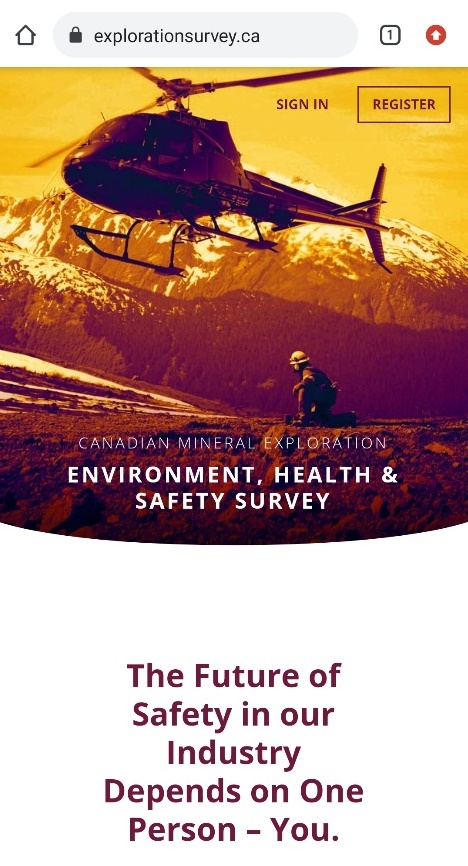 explorationsurvey.ca
1
SIGN IN
REGISTER
CANADIAN MINERAL EXPLORATION
ENVIRONMENT, HEALTH &
SAFETY SURVEY
The Future of
Safety in our
Industry
Depends on One
Person – You.